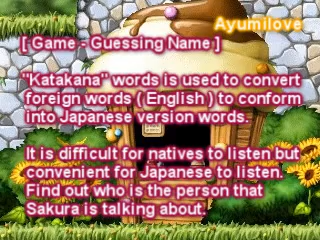 Ayumilove
[ Game - Guessing Name ]
"Katakana" words is used to convert
foreign words ( English ) to conform
into Japanese version words.
It is difficult for natives to listen but
convenient for Japanese to listen.
Find out who is the person that
Sakura is talking about.